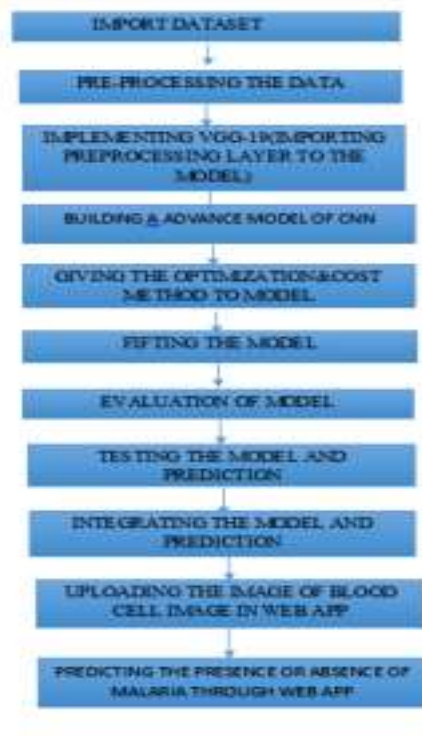 IMPORT DATASET
PRE-PROCESSING THE DATA
IMPLEMENTING VGG-19(IMPORTING
PREPROCESSING LAYER TO THE
MODEL)
BUILDING A ADVANCE MODEL OF CNN
GIVING THE OPTIMIZATION&COST
METHOD TO MODEL
FIFTING THE MODEL
EVALUATION OF MODEL
TESTING THE MODEL AND
PREDICTION
INTEGRATING THE MODEL AND
PREDICTION
UPLOADING THE IMAGE OF BLOOD
CELL IMAGE IN WEB APP
PREDICTING THE PRESENCE OR ABSENCE OF
MALARIA THROUGH WEB APP